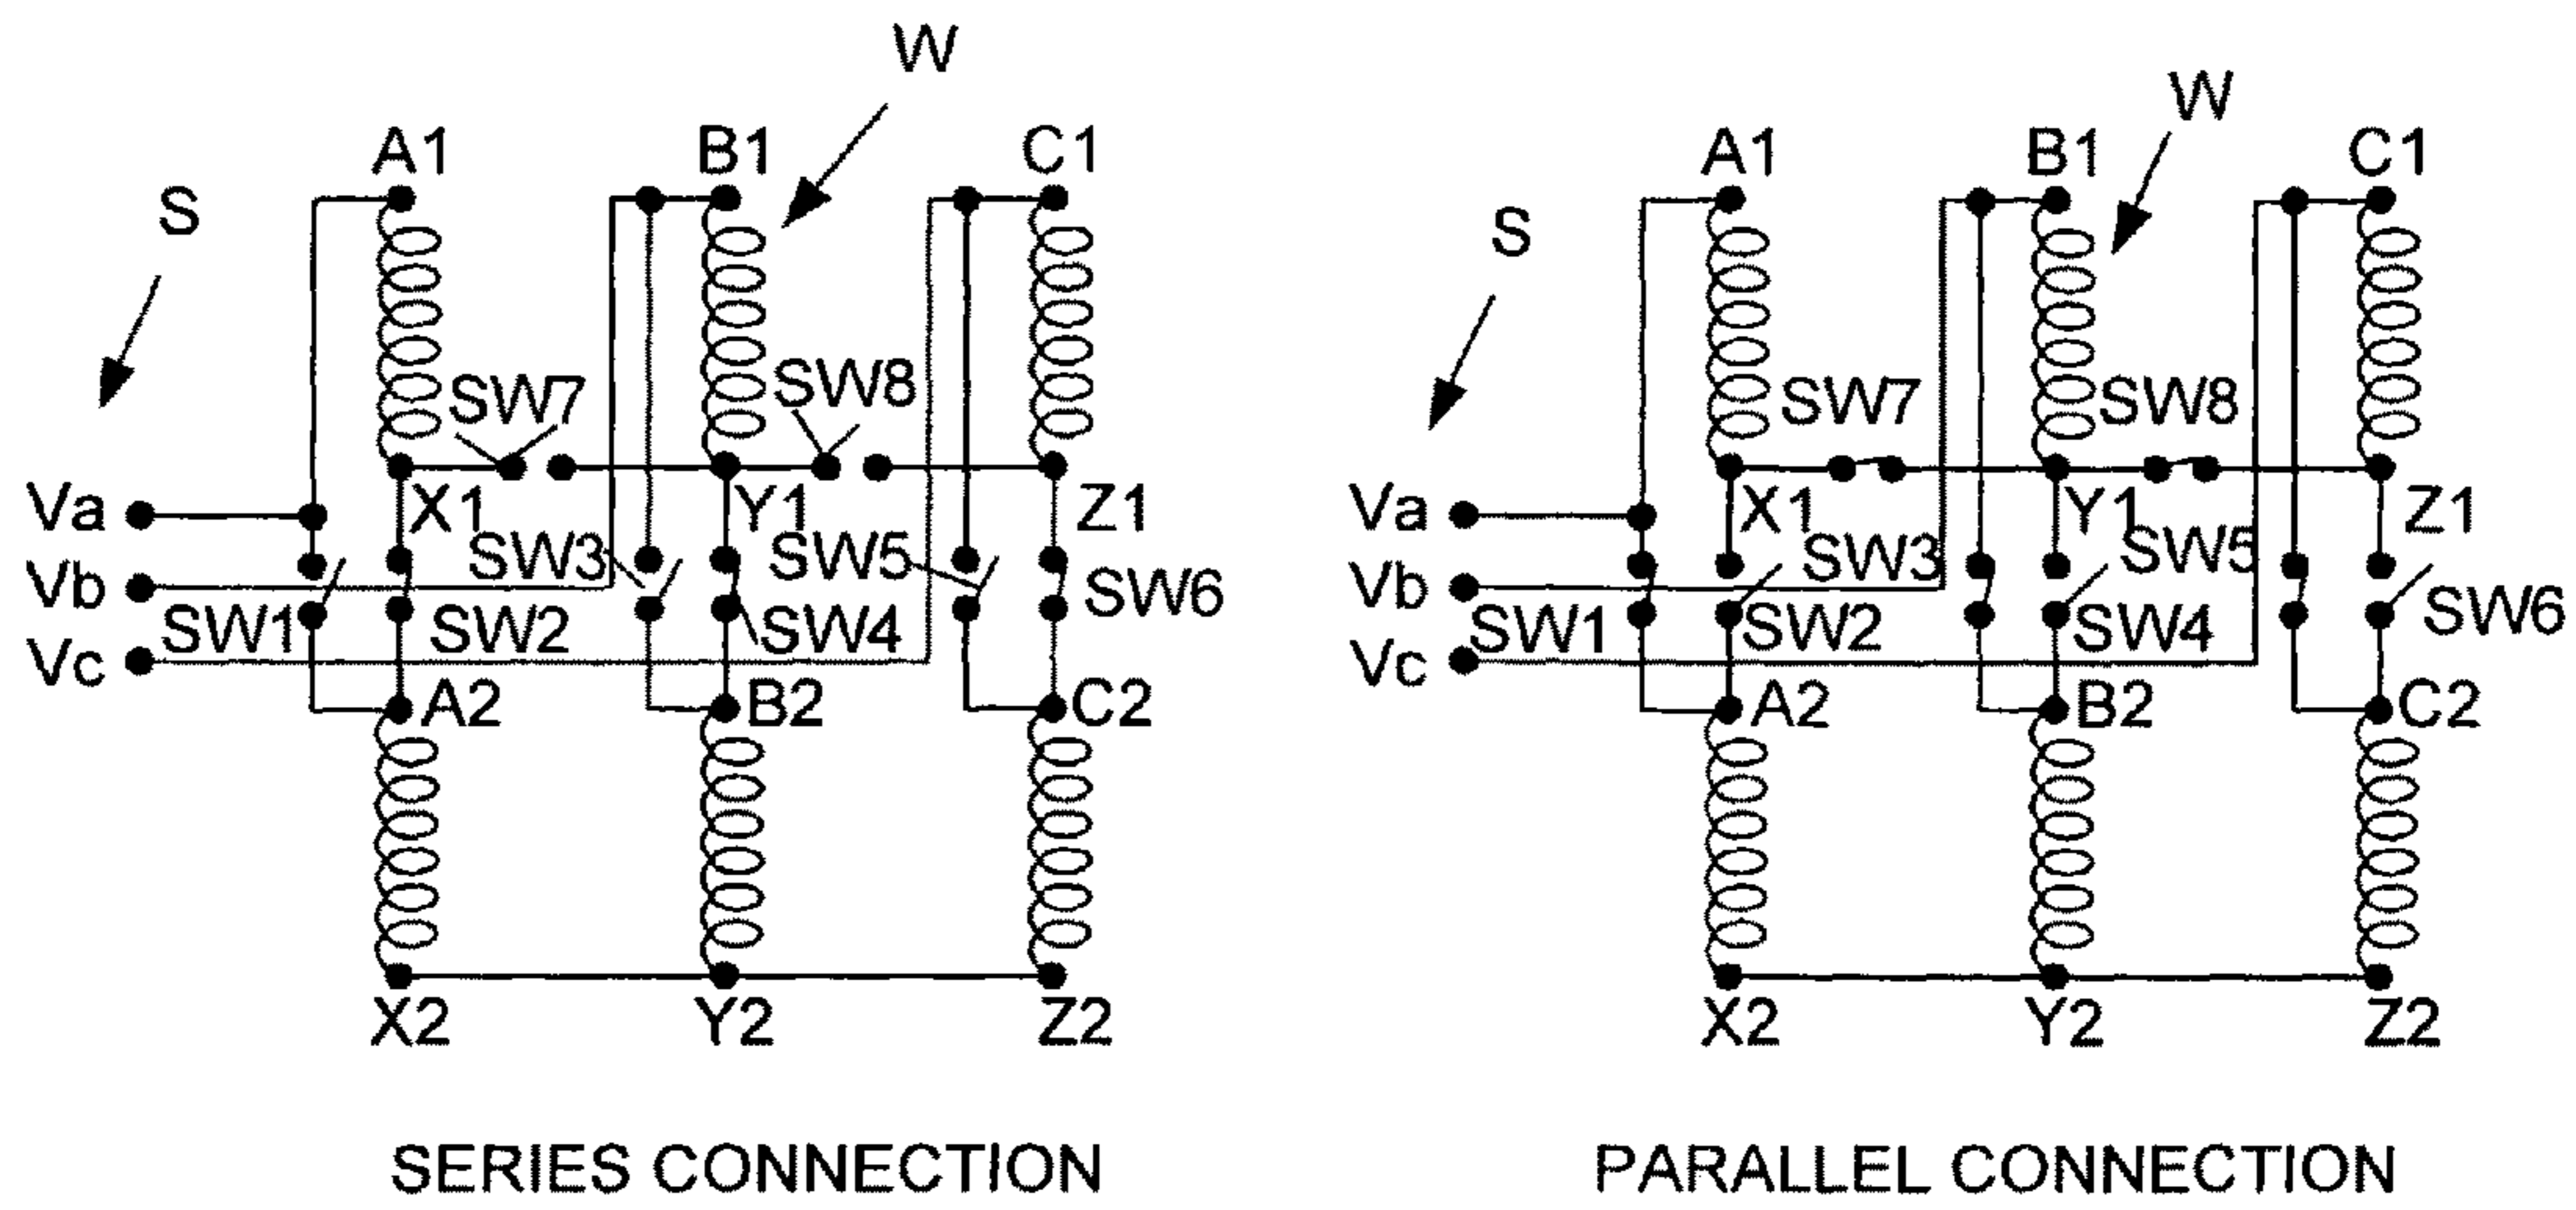 W
A1 B1 C1
S
SW7 SW8
Va X1 Y1 Z1
Vb SW3 SW5
SW1 SW2 SW4 SW6
Vc
A2 B2 C2
X2 Y2 Z2
SERIES CONNECTION
W
A1 B1 C1
S
SW7 SW8
Va X1 Y1 Z1
Vb SW3 SW5
SW1 SW2 SW4 SW6
Vc
A2 B2 C2
X2 Y2 Z2
PARALLEL CONNECTION